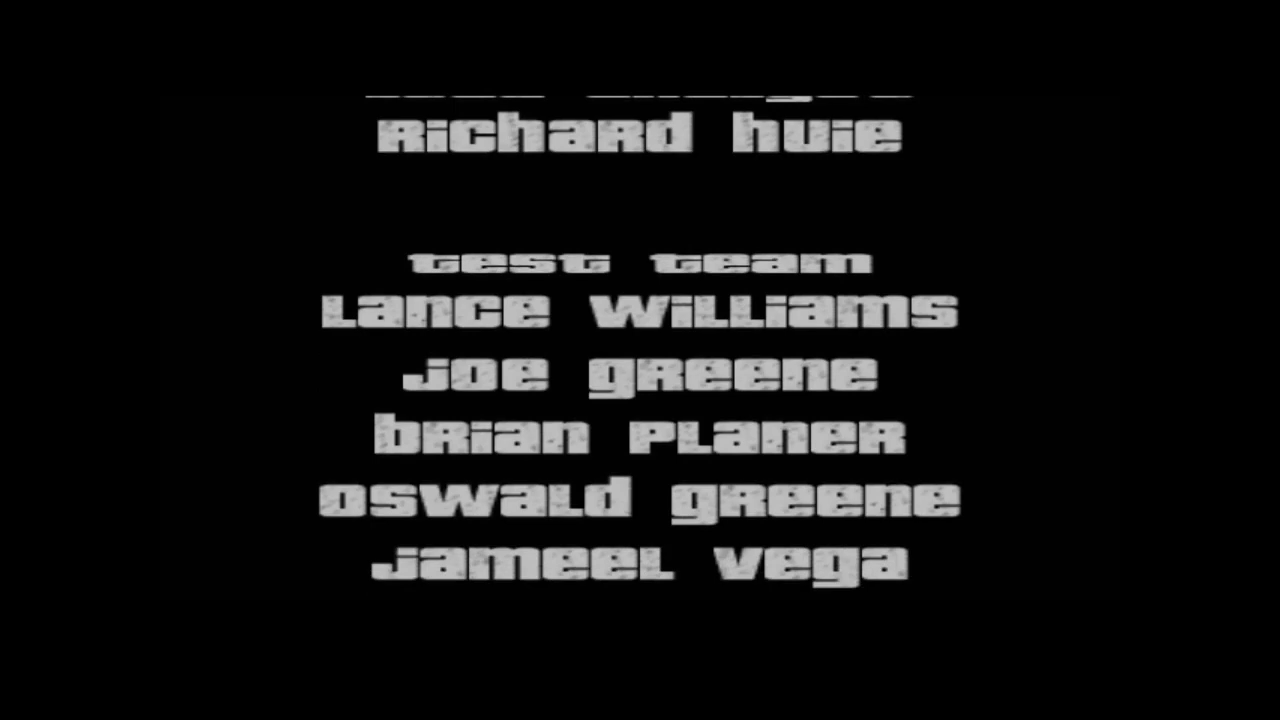 Richard Huie
test team
Lance Williams
Joe Greene
Brian Planer
Oswald Greene
Jameel Vega